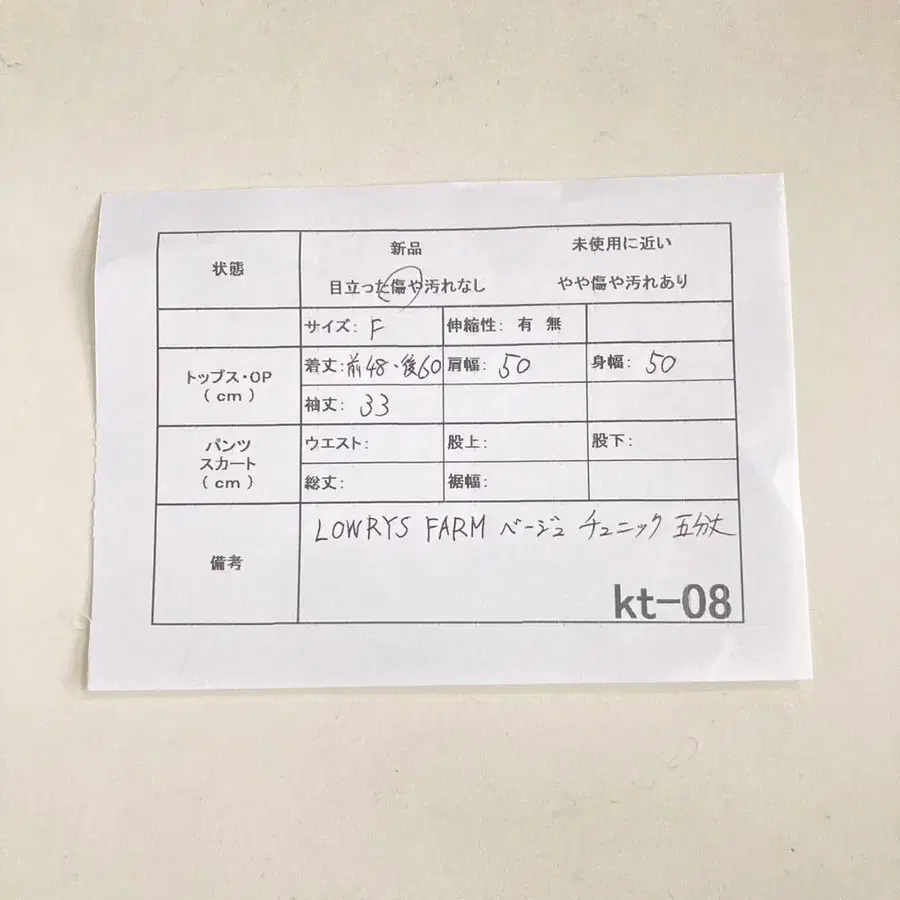 状態
新品 未使用に近い
目立った傷や汚れなし やや傷や汚れあり
サイズ: F 伸縮性: 有 無
トップス・OP
(cm)
着丈:前48・後60 肩幅: 50 身幅: 50
袖丈: 33
パンツ
スカート
(cm)
ウエスト: 股上: 股下:
総丈: 裾幅:
備考
LOWRYS FARM ベージュ チュニック 五分丈
kt-08